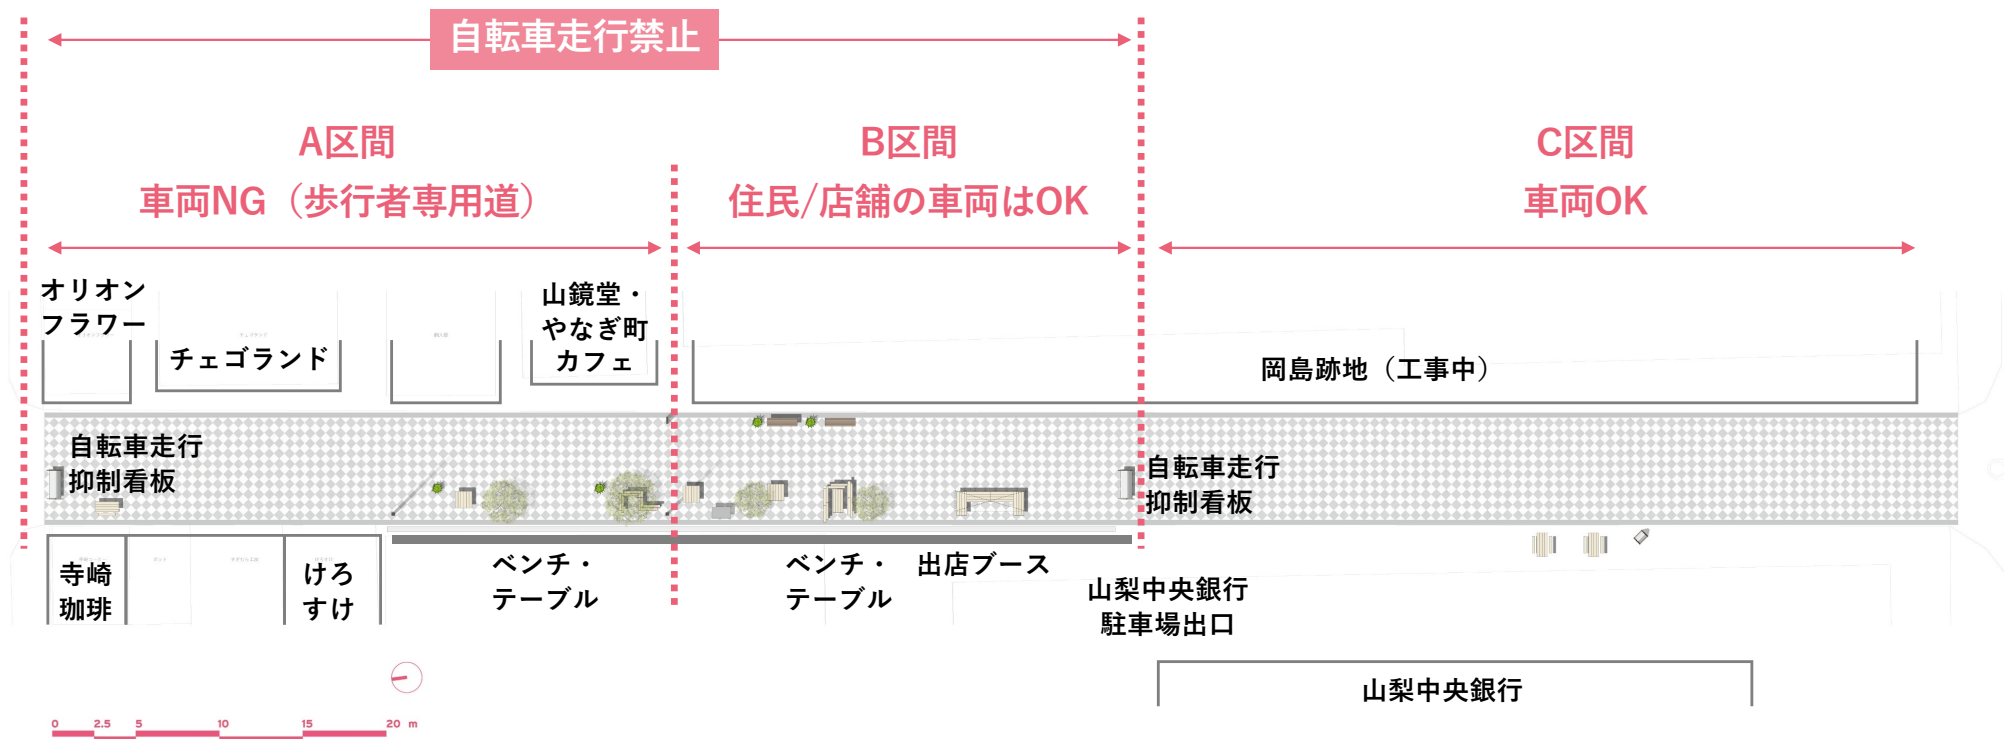 自転車走行禁止
A区間
車両NG（歩行者専用道）
B区間
住民/店舗の車両はOK
C区間
車両OK
オリオン
フラワー
チェゴランド
山鏡堂・
やなぎ町
カフェ
岡島跡地（工事中）
自転車走行
抑制看板
自転車走行
抑制看板
寺崎
珈琲
けろ
すけ
ベンチ・
テーブル
ベンチ・
テーブル
出店ブース
山梨中央銀行
駐車場出口
山梨中央銀行
0 2.5 5 10 15 20 m